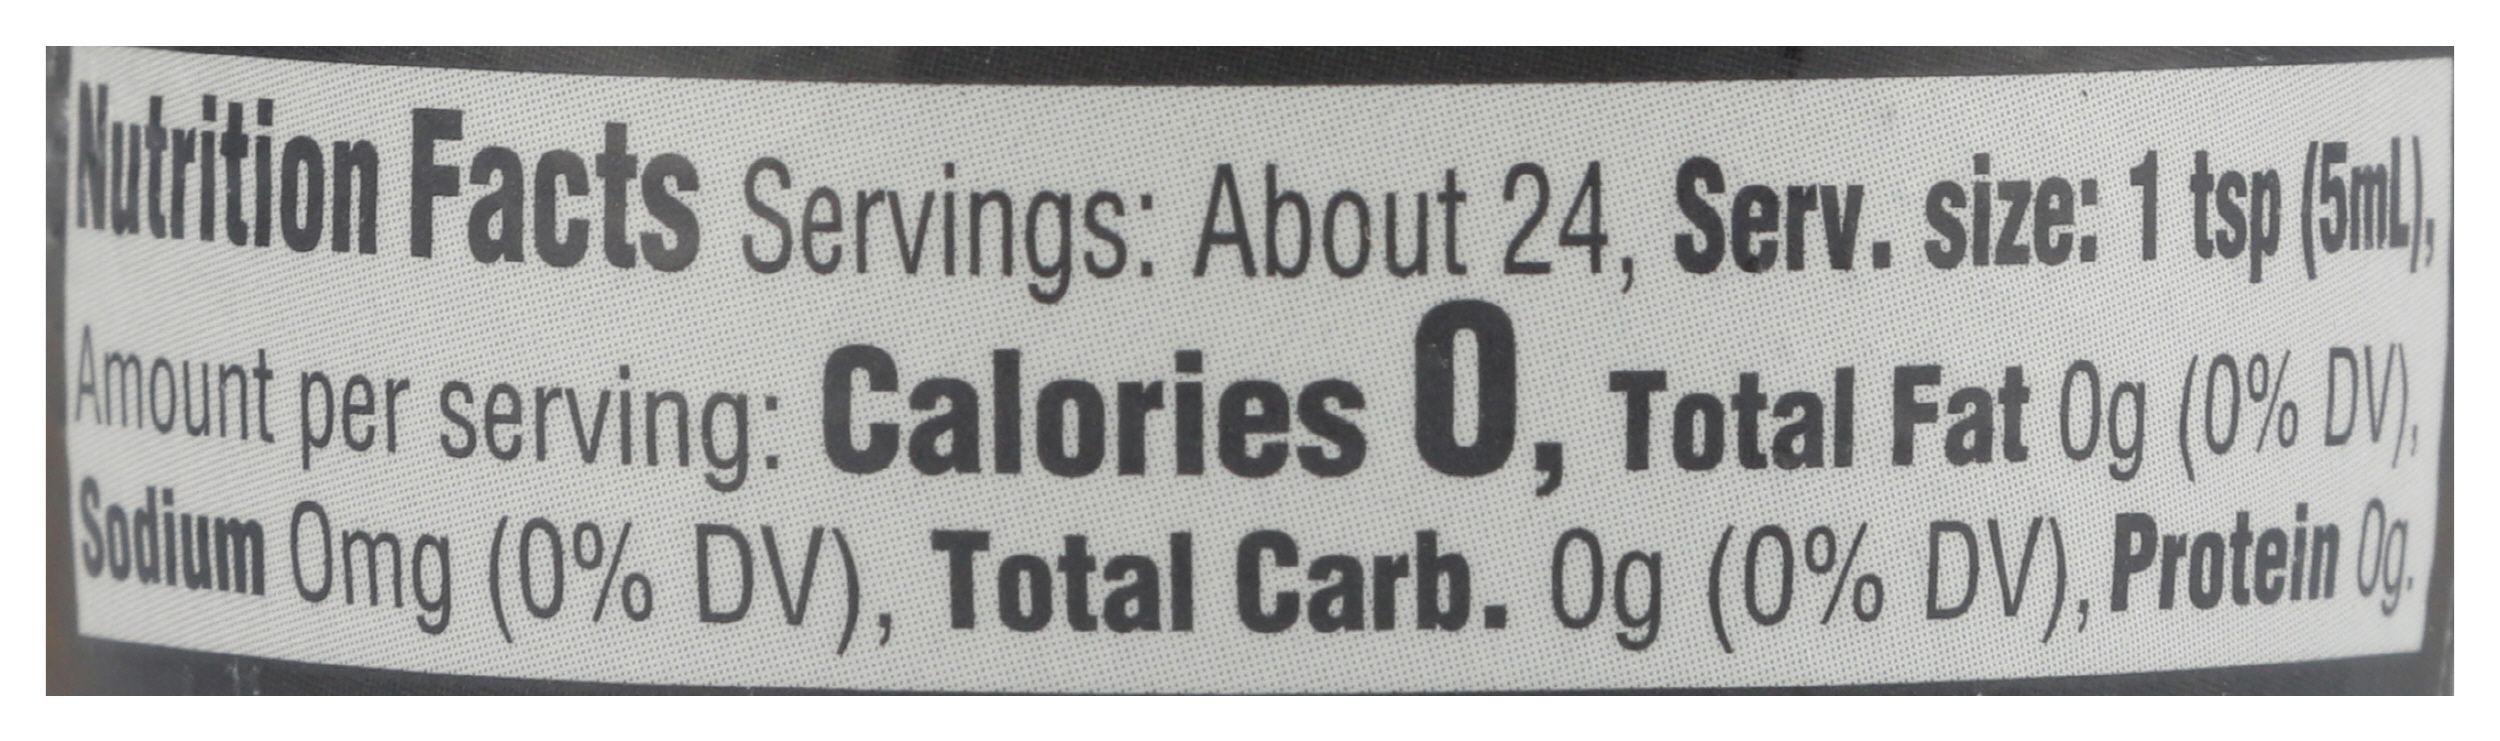 Nutrition Facts Servings: About 24, Serv. size: 1 tsp (5mL),
Amount per serving: Calories 0, Total Fat 0g (0% DV),
Sodium 0mg (0% DV), Total Carb. 0g (0% DV), Protein 0g.